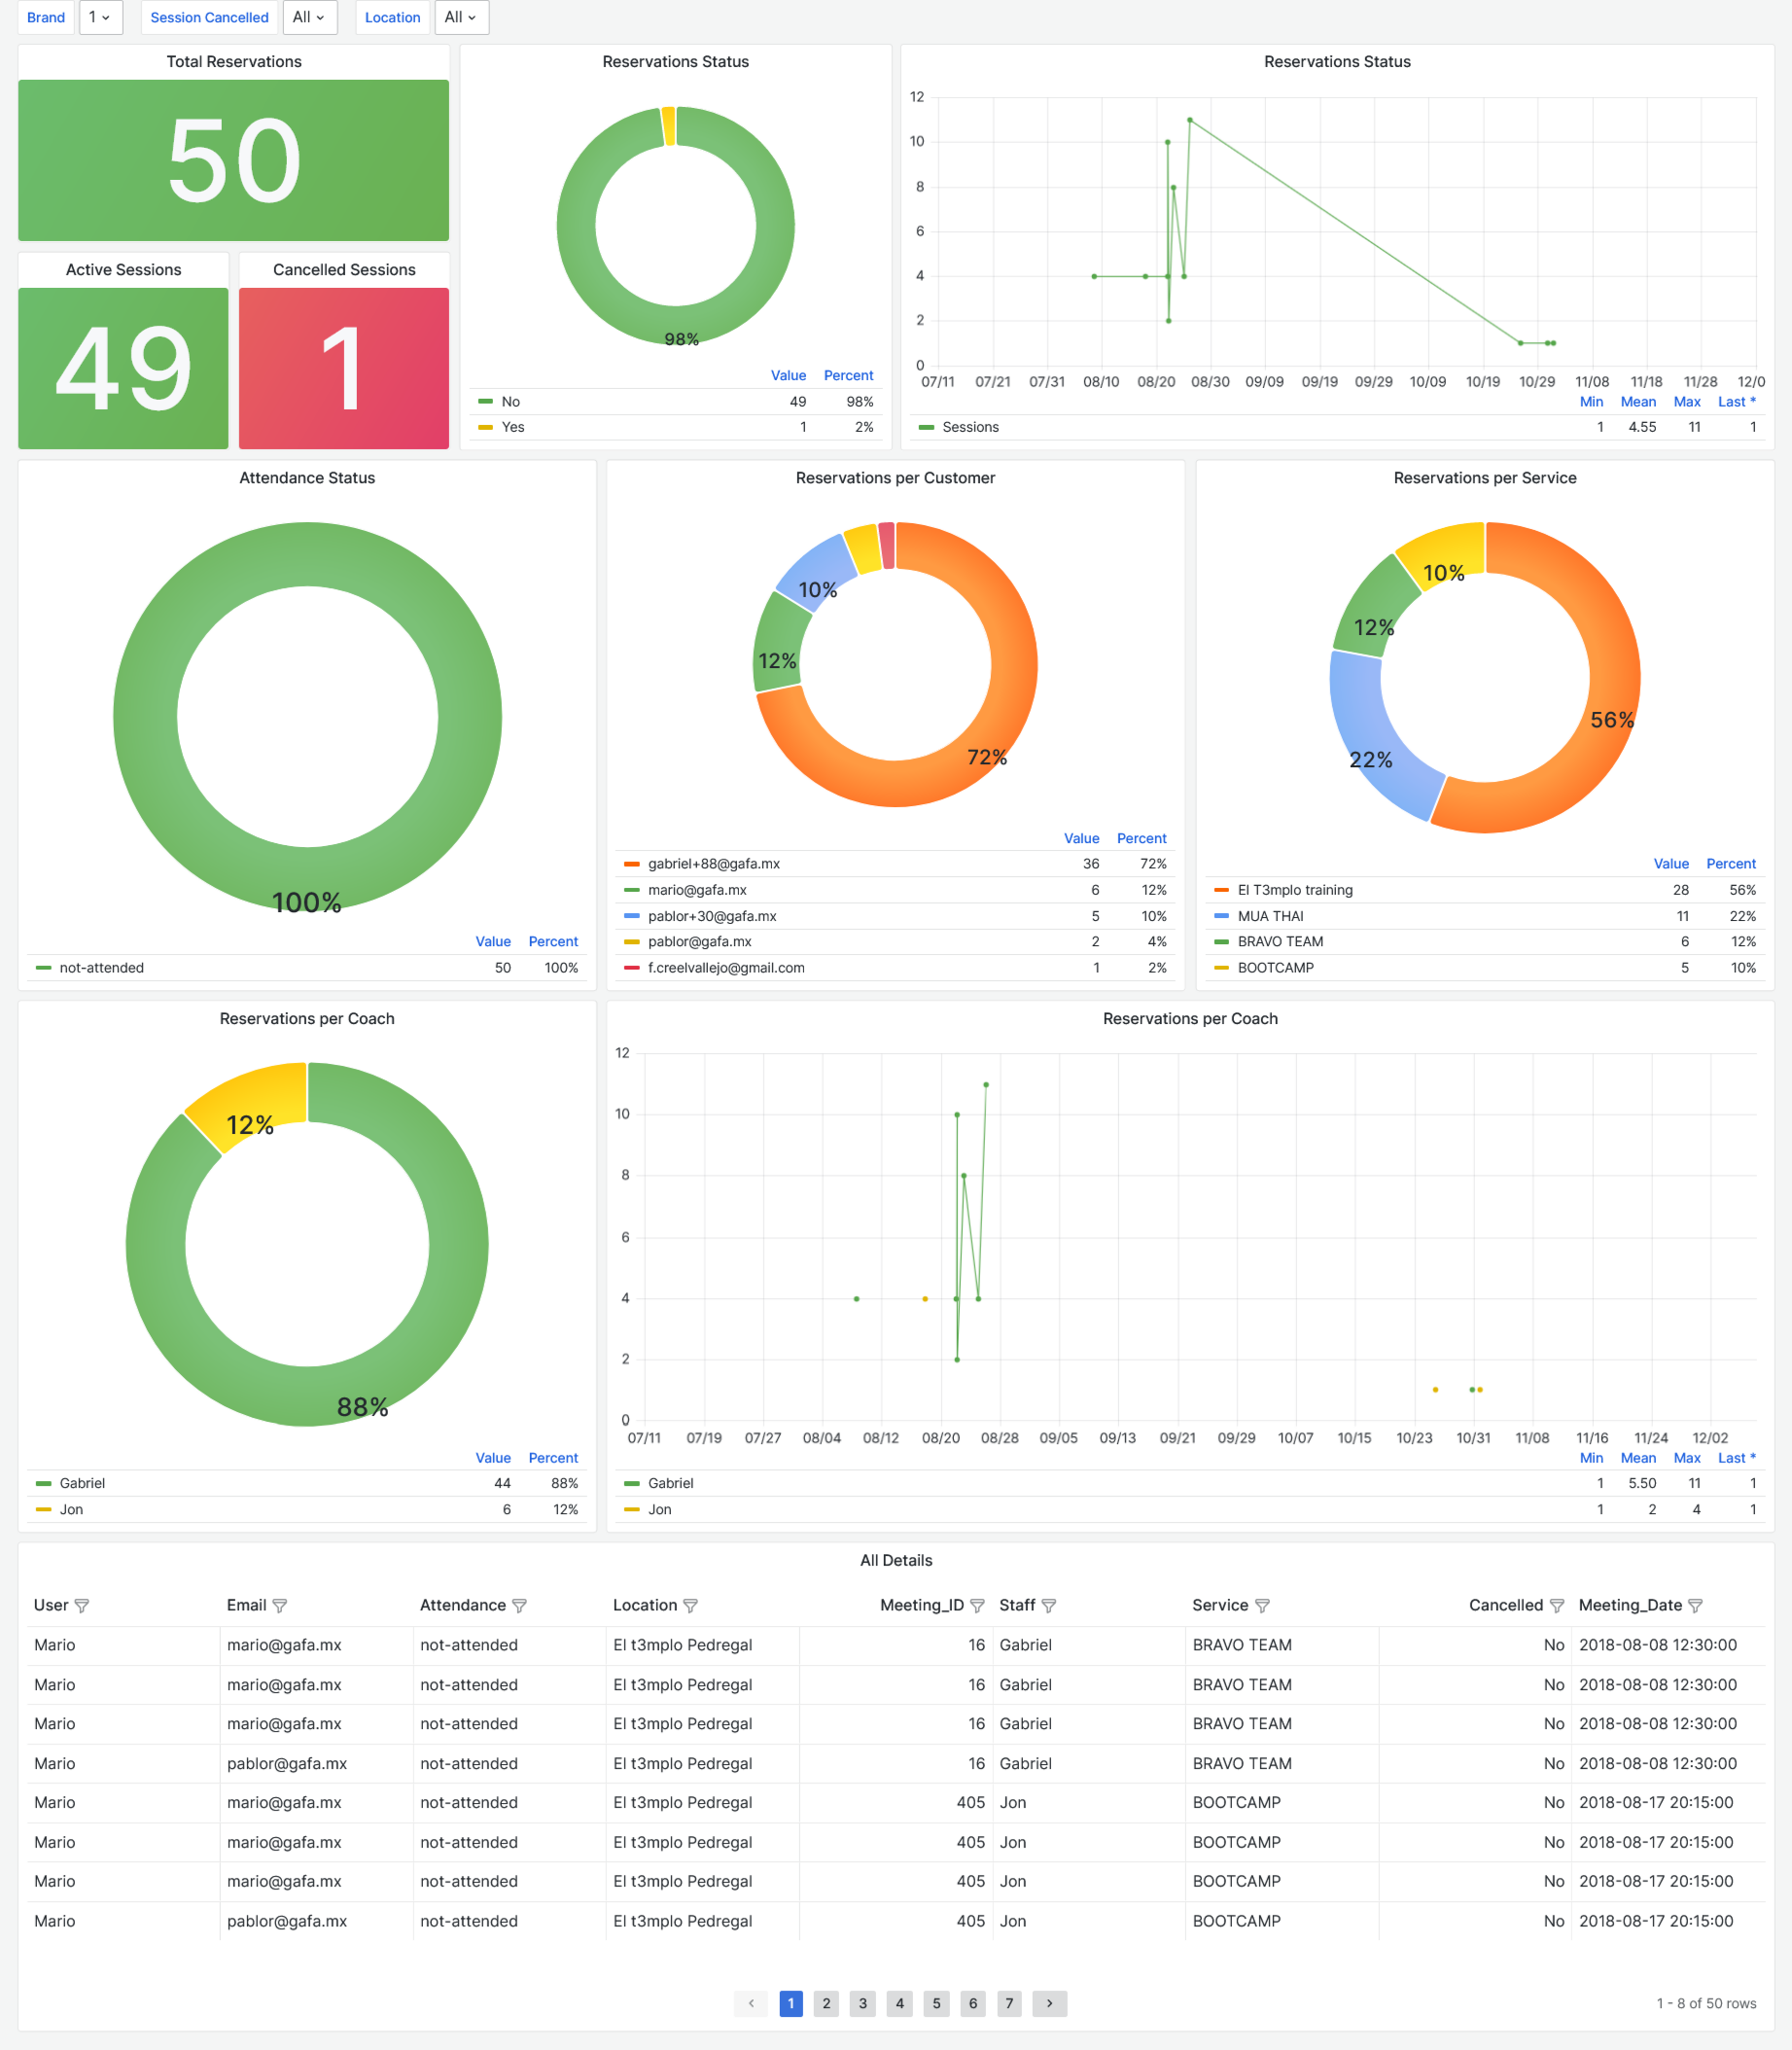 Brand 1 Session Cancelled All Location All
Total Reservations
50
Active Sessions
49
Cancelled Sessions
1
Reservations Status
98%
Value Percent
No 49 98%
Yes 1 2%
Reservations Status
12
10
8
6
4
2
0
07/11 07/21 07/31 08/10 08/20 08/30 09/09 09/19 09/29 10/09 10/19 10/29 11/08 11/18 11/28 12/0
Min Mean Max Last *
Sessions 1 4.55 11 1
Attendance Status
100%
Value Percent
not-attended 50 100%
Reservations per Customer
10%
12%
72%
Value Percent
gabriel+88@gafa.mx 36 72%
mario@gafa.mx 6 12%
pablor+30@gafa.mx 5 10%
pablor@gafa.mx 2 4%
f.creelvallejo@gmail.com 1 2%
Reservations per Service
10%
12%
56%
22%
Value Percent
El T3mplo training 28 56%
MUA THAI 11 22%
BRAVO TEAM 6 12%
BOOTCAMP 5 10%
Reservations per Coach
12%
88%
Value Percent
Gabriel 44 88%
Jon 6 12%
Reservations per Coach
12
10
8
6
4
2
0
07/11 07/19 07/27 08/04 08/12 08/20 08/28 09/05 09/13 09/21 09/29 10/07 10/15 10/23 10/31 11/08 11/16 11/24 12/02
Min Mean Max Last *
Gabriel 1 5.50 11 1
Jon 1 2 4 1
All Details
User Email Attendance Location Meeting_ID Staff Service Cancelled Meeting_Date
Mario mario@gafa.mx not-attended El t3mplo Pedregal 16 Gabriel BRAVO TEAM No 2018-08-08 12:30:00
Mario mario@gafa.mx not-attended El t3mplo Pedregal 16 Gabriel BRAVO TEAM No 2018-08-08 12:30:00
Mario mario@gafa.mx not-attended El t3mplo Pedregal 16 Gabriel BRAVO TEAM No 2018-08-08 12:30:00
Mario pablor@gafa.mx not-attended El t3mplo Pedregal 16 Gabriel BRAVO TEAM No 2018-08-08 12:30:00
Mario mario@gafa.mx not-attended El t3mplo Pedregal 405 Jon BOOTCAMP No 2018-08-17 20:15:00
Mario mario@gafa.mx not-attended El t3mplo Pedregal 405 Jon BOOTCAMP No 2018-08-17 20:15:00
Mario mario@gafa.mx not-attended El t3mplo Pedregal 405 Jon BOOTCAMP No 2018-08-17 20:15:00
Mario pablor@gafa.mx not-attended El t3mplo Pedregal 405 Jon BOOTCAMP No 2018-08-17 20:15:00
1 2 3 4 5 6 7 1 - 8 of 50 rows